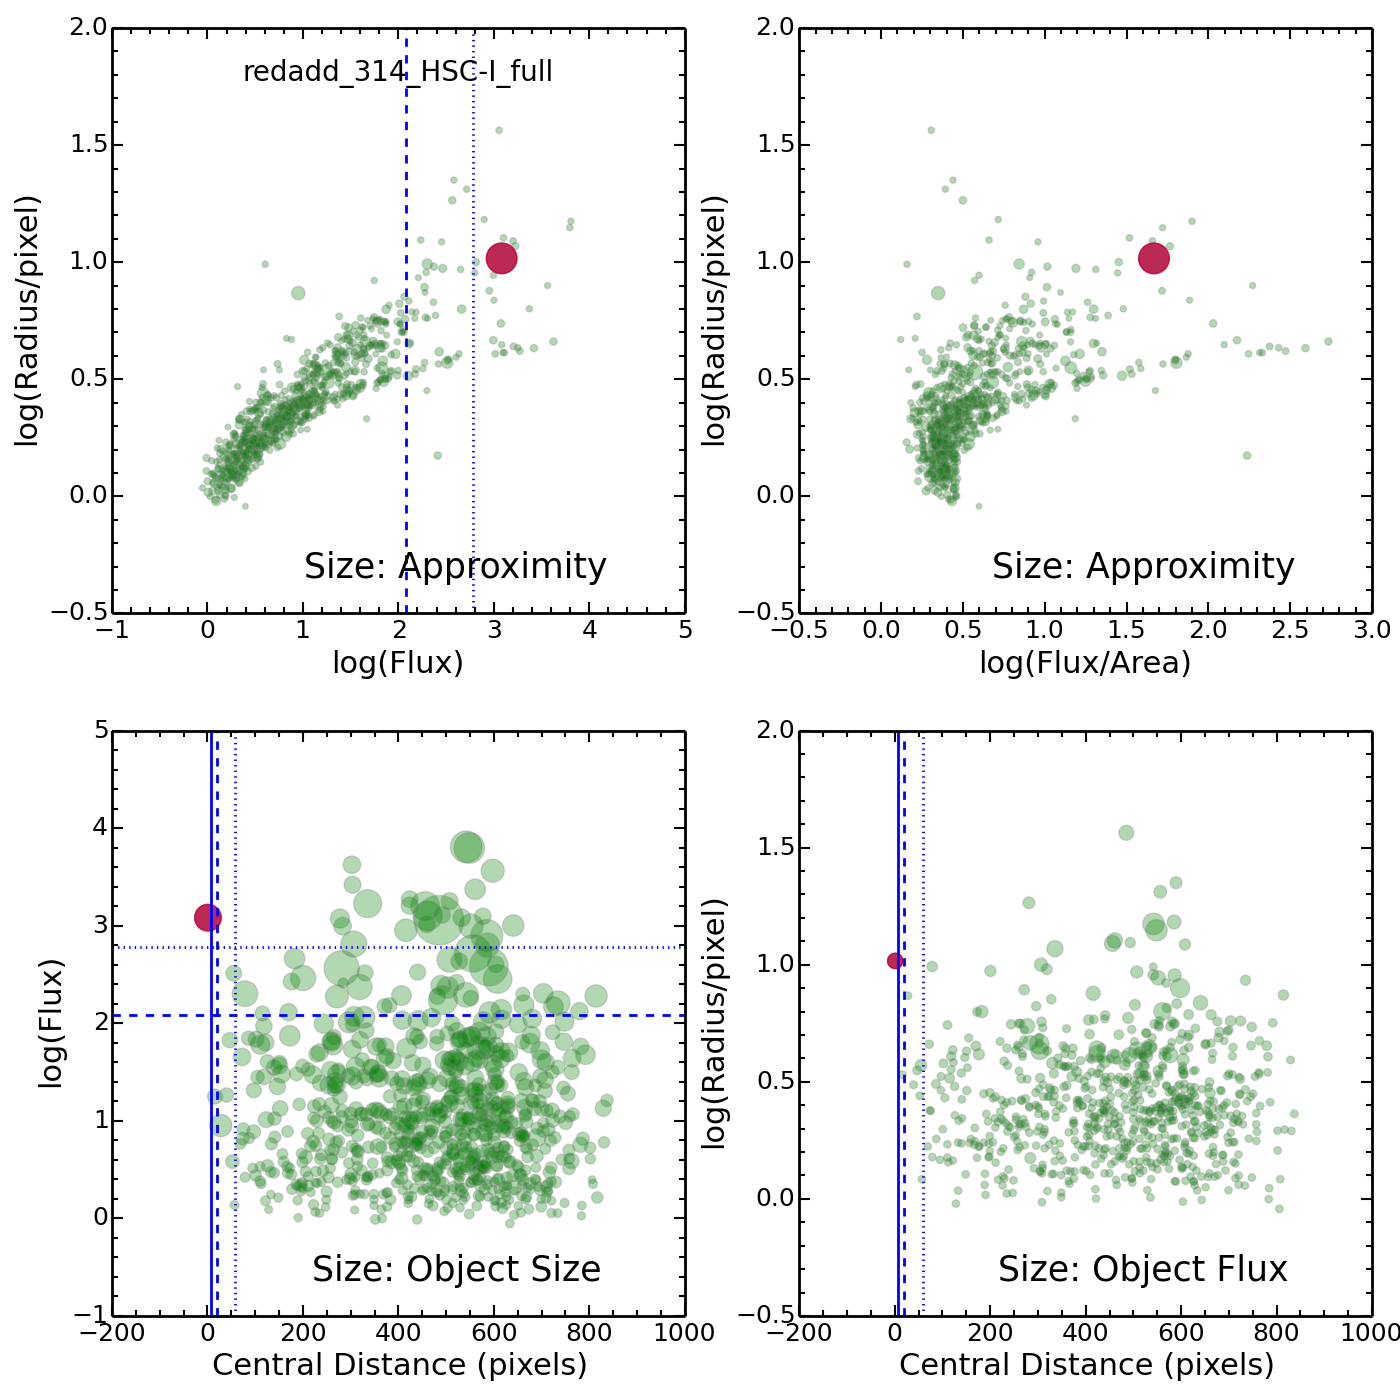 2.0
1.5
1.0
0.5
0.0
−0.5
log(Radius/pixel)
redadd_314_HSC-I_full
Size: Approximity
−1 0 1 2 3 4 5
log(Flux)
2.0
1.5
1.0
0.5
0.0
−0.5
log(Radius/pixel)
Size: Approximity
−0.5 0.0 0.5 1.0 1.5 2.0 2.5 3.0
log(Flux/Area)
5
4
3
2
1
0
−1
log(Flux)
Size: Object Size
−200 0 200 400 600 800 1000
Central Distance (pixels)
2.0
1.5
1.0
0.5
0.0
−0.5
log(Radius/pixel)
Size: Object Flux
−200 0 200 400 600 800 1000
Central Distance (pixels)